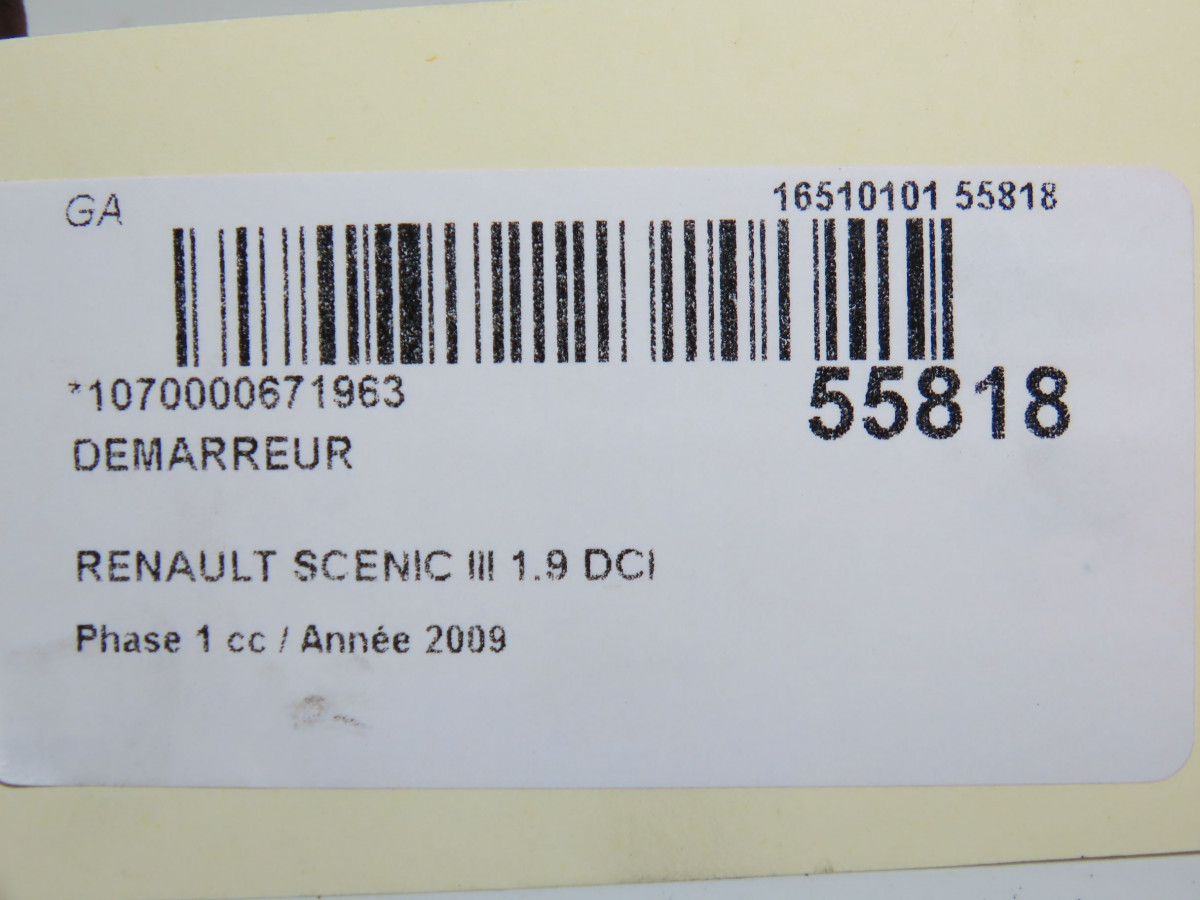 GA
16510101 55818
*1070000671963
55818
DEMARREUR
RENAULT SCENIC III 1.9 DCI
Phase 1 cc / Année 2009